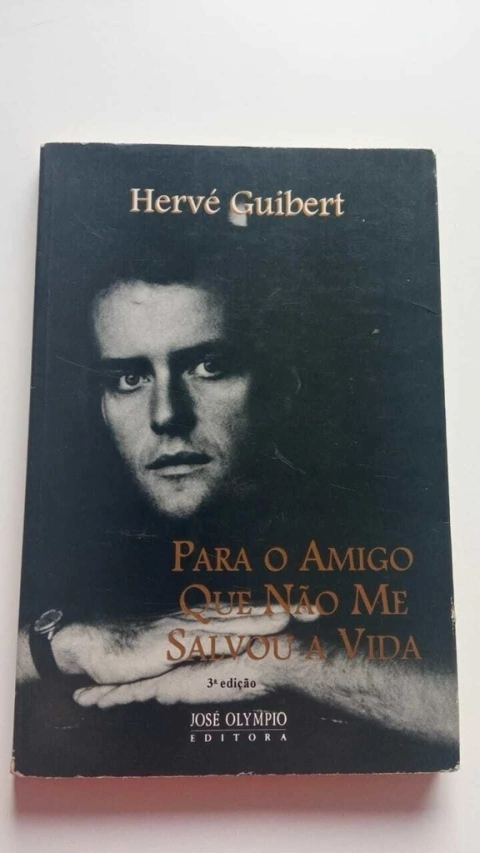 Hervé Guibert
PARA O AMIGO
QUE NÃO ME
SALVOU A VIDA
3ª edição
JOSÉ OLYMPIO
EDITORA